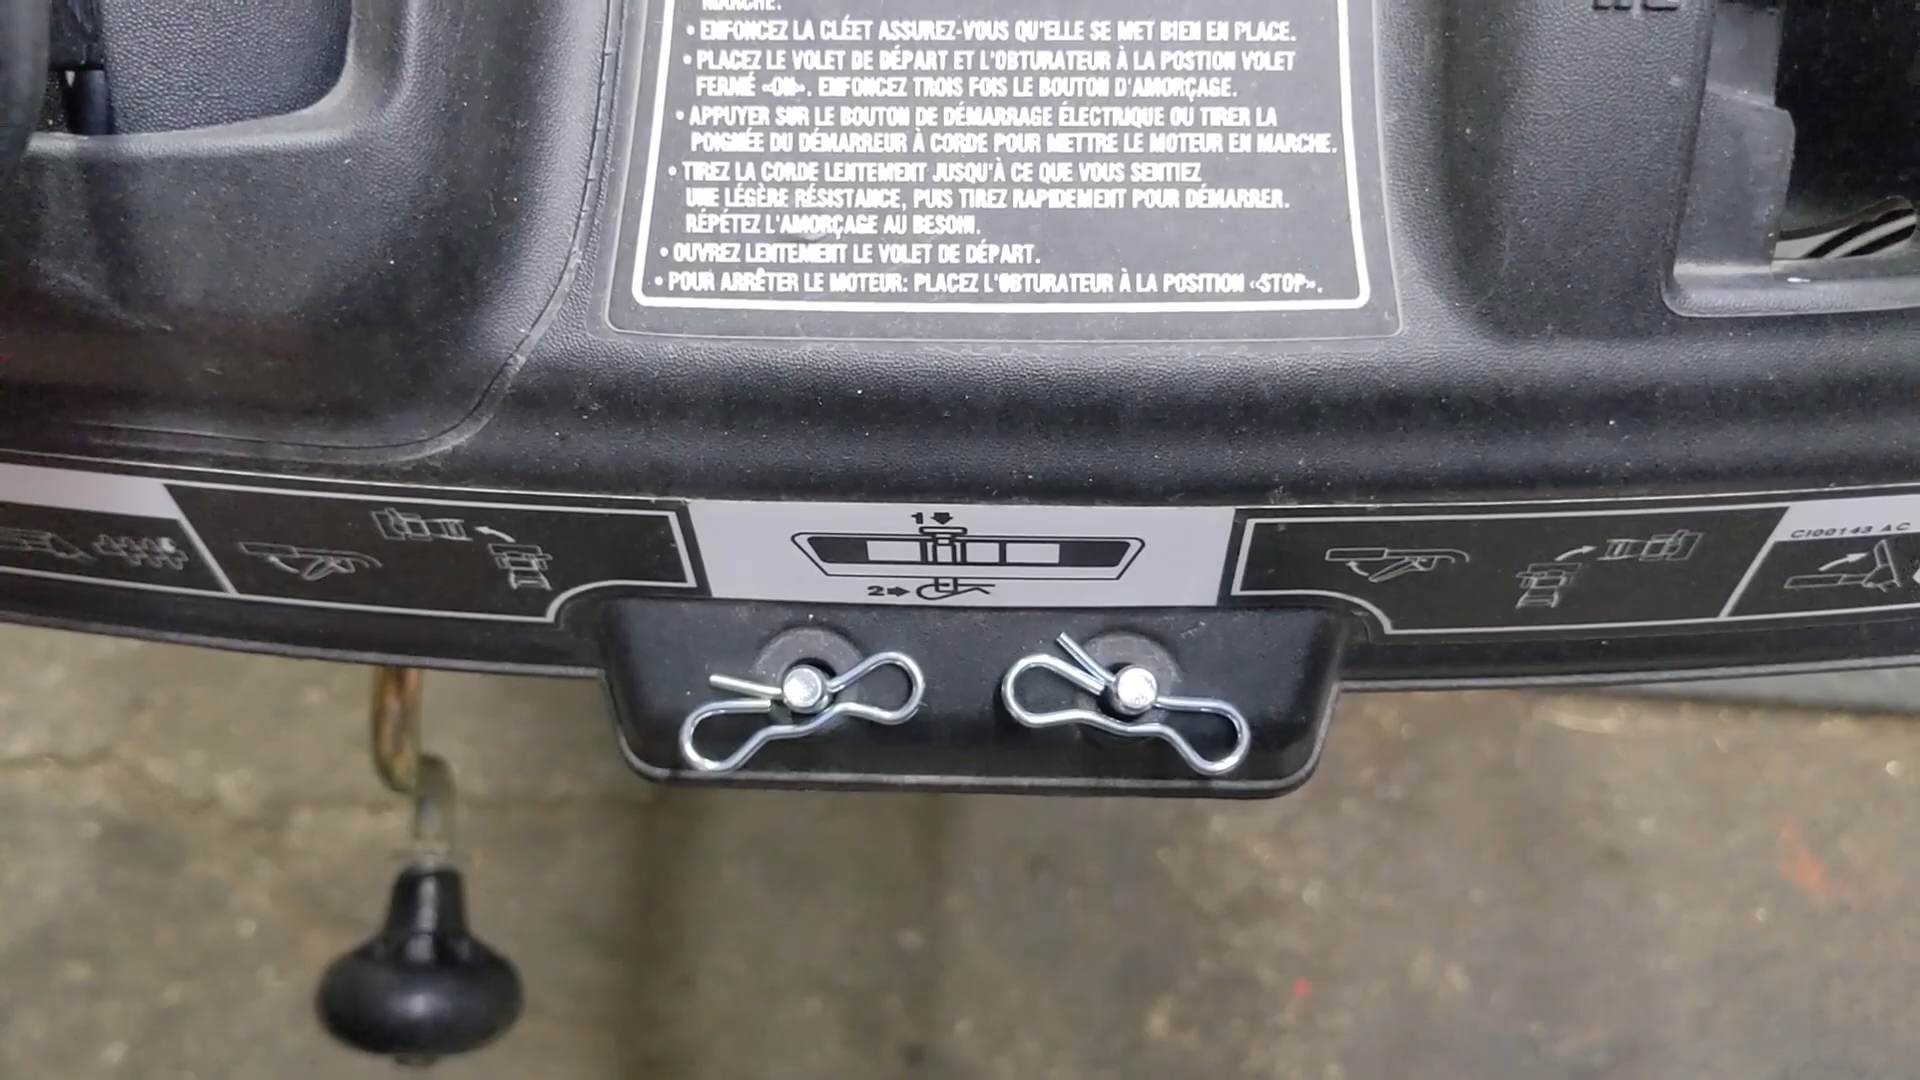 MARCHE.
• ENFONCEZ LA CLÉET ASSUREZ-VOUS QU'ELLE SE MET BIEN EN PLACE.
• PLACEZ LE VOLET DE DÉPART ET L'OBTURATEUR À LA POSTION VOLET
FERMÉ «ON». ENFONCEZ TROIS FOIS LE BOUTON D'AMORÇAGE.
• APPUYER SUR LE BOUTON DE DÉMARRAGE ÉLECTRIQUE OU TIRER LA
POIGNÉE DU DÉMARREUR À CORDE POUR METTRE LE MOTEUR EN MARCHE.
• TIREZ LA CORDE LENTEMENT JUSQU'À CE QUE VOUS SENTIEZ
UNE LÉGÈRE RÉSISTANCE, PUIS TIREZ RAPIDEMENT POUR DÉMARRER.
RÉPÉTEZ L'AMORÇAGE AU BESOIN.
• OUVREZ LENTEMENT LE VOLET DE DÉPART.
• POUR ARRÊTER LE MOTEUR: PLACEZ L'OBTURATEUR À LA POSITION «STOP».
1
2
CI00143 AC